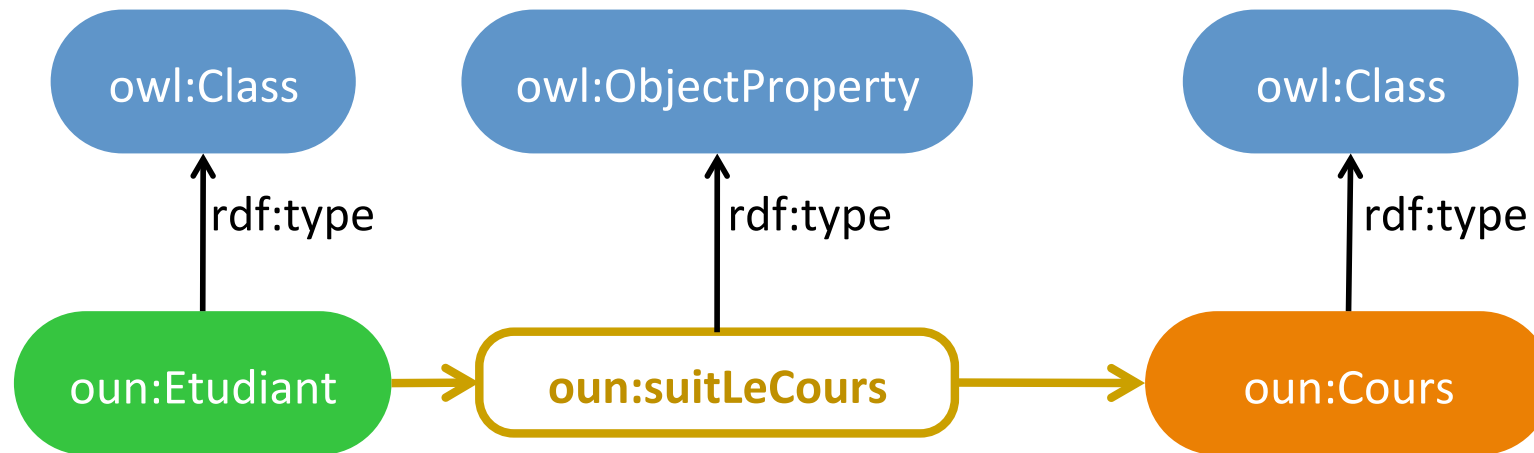 owl:Class
owl:ObjectProperty
owl:Class
rdf:type
rdf:type
rdf:type
oun:Etudiant
oun:suitLeCours
oun:Cours